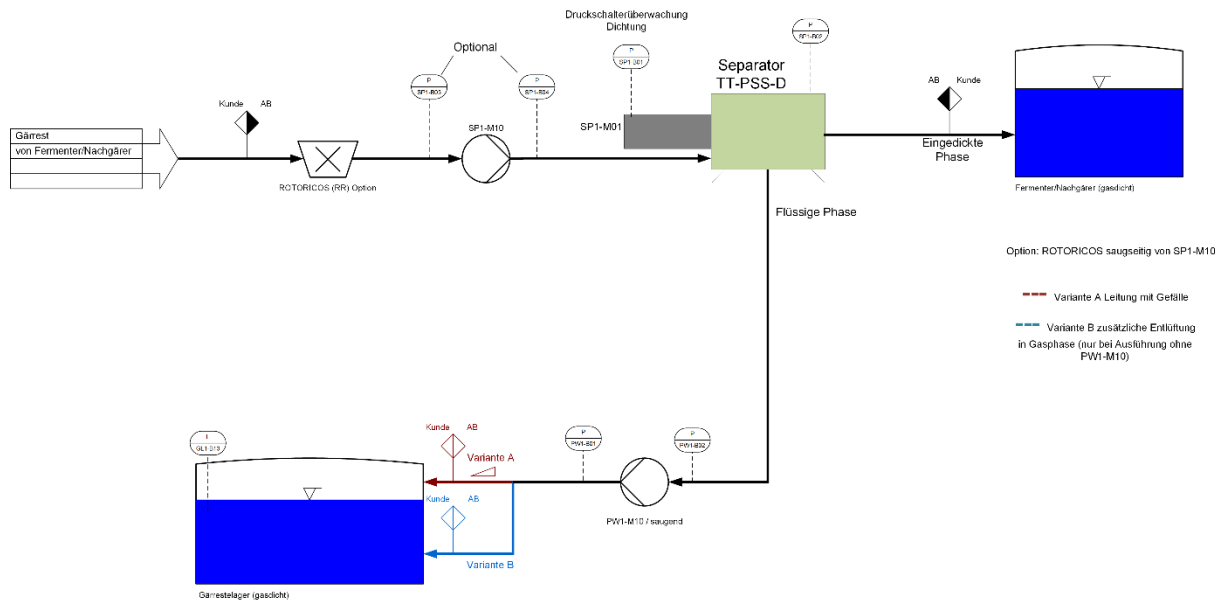 Druckschalterüberwachung
Dichtung
Optional
P
SP1-B03
P
SP1-B04
P
SP1-B01
P
SP1-B02
Separator
TT-PSS-D
Kunde
AB
AB
Kunde
SP1-M10
SP1-M01
Gärrest
von Fermenter/Nachgärer
Eingedickte
Phase
ROTORICOS (RR) Option
Fermenter/Nachgärer (gasdicht)
Flüssige Phase
Option: ROTORICOS saugseitig von SP1-M10
Variante A Leitung mit Gefälle
Variante B zusätzliche Entlüftung
in Gasphase (nur bei Ausführung ohne
PW1-M10)
GL1-B13
Kunde
AB
Variante A
P
PW1-B01
P
PW1-B02
Kunde
AB
PW1-M10 / saugend
Variante B
Gärrestelager (gasdicht)